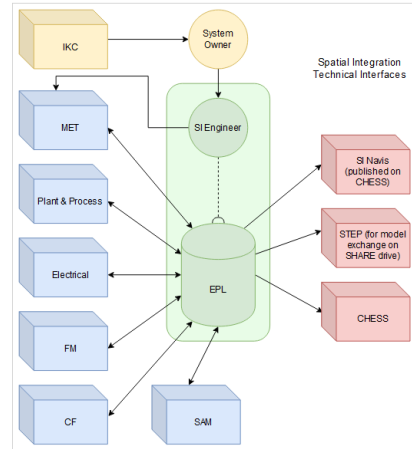 IKC
System
Owner
Spatial Integration
Technical Interfaces
MET
SI Engineer
SI Navis
(published on
CHESS)
Plant & Process
STEP (for model
exchange on
SHARE drive)
Electrical
EPL
CHESS
FM
CF
SAM